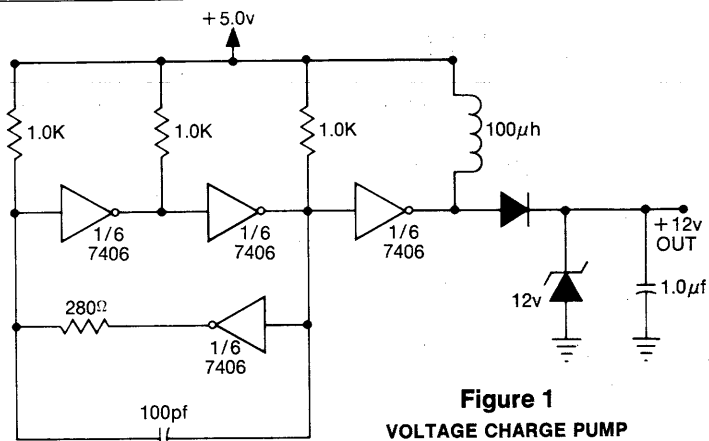 +5.0v
1.0K
1.0K
1.0K
100μh
1/6
7406
1/6
7406
1/6
7406
+12v
OUT
280Ω
1/6
7406
12v
1.0μf
100pf
Figure 1
VOLTAGE CHARGE PUMP